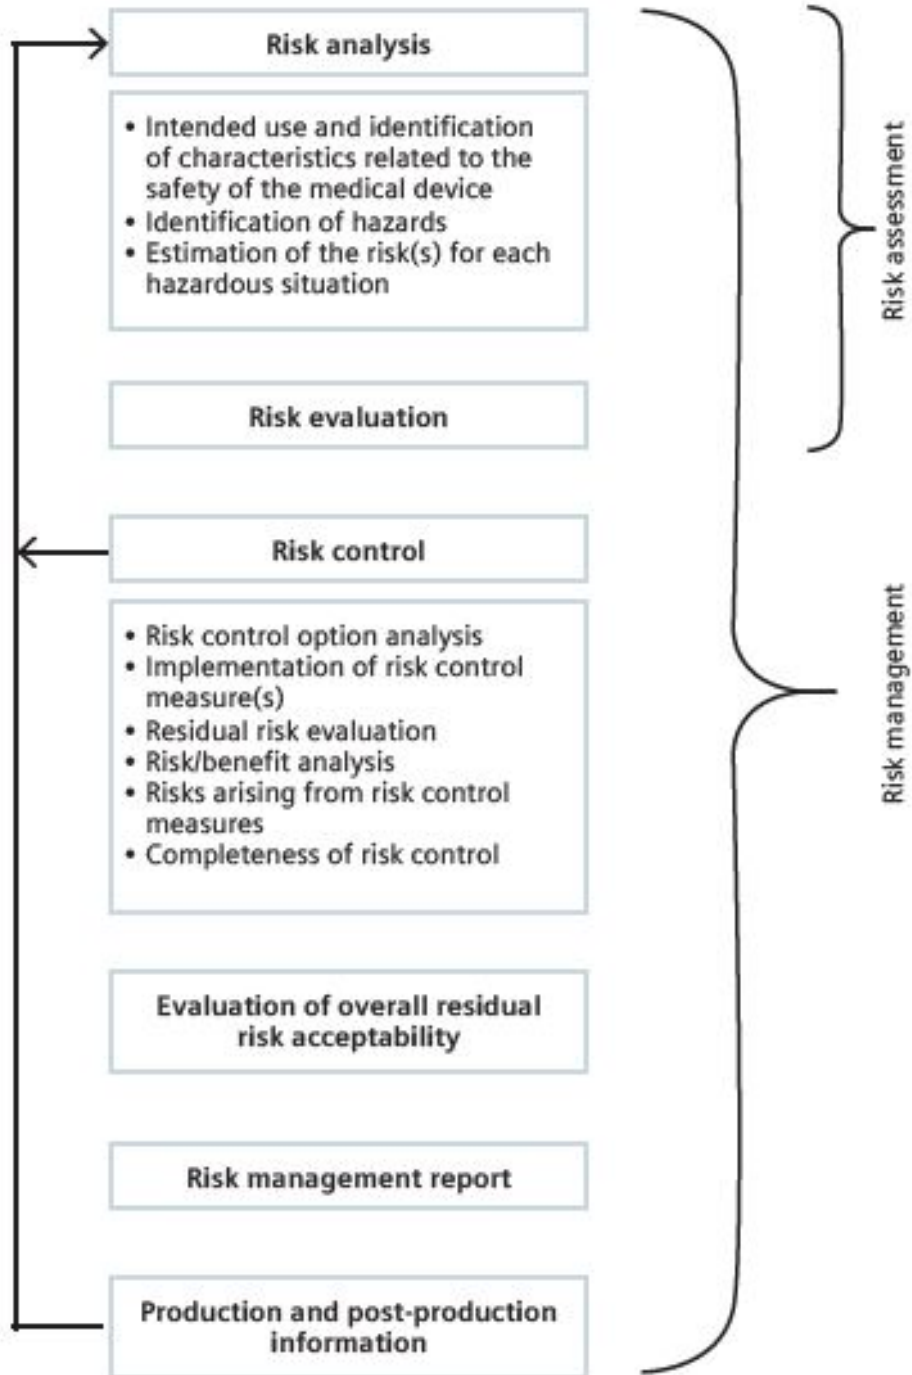 Risk analysis
• Intended use and identification
of characteristics related to the
safety of the medical device
• Identification of hazards
• Estimation of the risk(s) for each
hazardous situation
Risk evaluation
Risk control
• Risk control option analysis
• Implementation of risk control
measure(s)
• Residual risk evaluation
• Risk/benefit analysis
• Risks arising from risk control
measures
• Completeness of risk control
Evaluation of overall residual
risk acceptability
Risk management report
Production and post-production
information
Risk assessment
Risk management